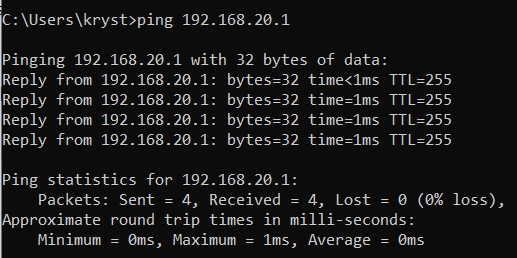 C:\Users\kryst>ping 192.168.20.1
Pinging 192.168.20.1 with 32 bytes of data:
Reply from 192.168.20.1: bytes=32 time<1ms TTL=255
Reply from 192.168.20.1: bytes=32 time=1ms TTL=255
Reply from 192.168.20.1: bytes=32 time=1ms TTL=255
Reply from 192.168.20.1: bytes=32 time=1ms TTL=255
Ping statistics for 192.168.20.1:
    Packets: Sent = 4, Received = 4, Lost = 0 (0% loss),
Approximate round trip times in milli-seconds:
    Minimum = 0ms, Maximum = 1ms, Average = 0ms